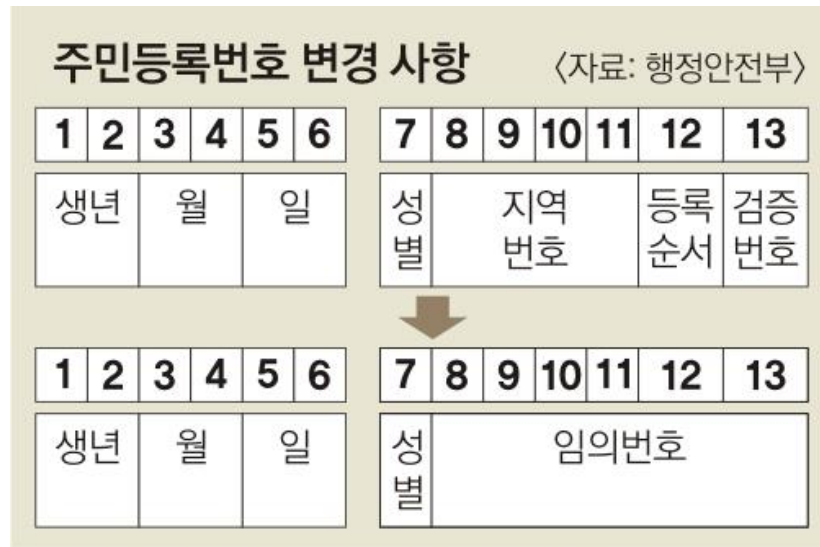 주민등록번호 변경 사항 〈자료: 행정안전부〉
1 2 3 4 5 6 7 8 9 10 11 12 13
생년 월 일 성별 지역번호 등록순서 검증번호
1 2 3 4 5 6 7 8 9 10 11 12 13
생년 월 일 성별 임의번호